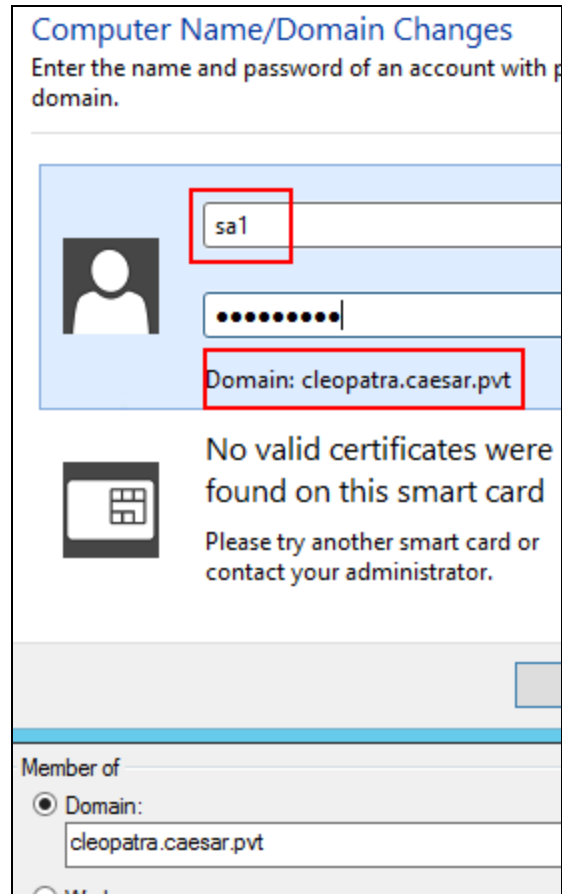 Computer Name/Domain Changes
Enter the name and password of an account with
domain.
sa1
Domain: cleopatra.caesar.pvt
No valid certificates were
found on this smart card
Please try another smart card or
contact your administrator.
Member of
Domain:
cleopatra.caesar.pvt